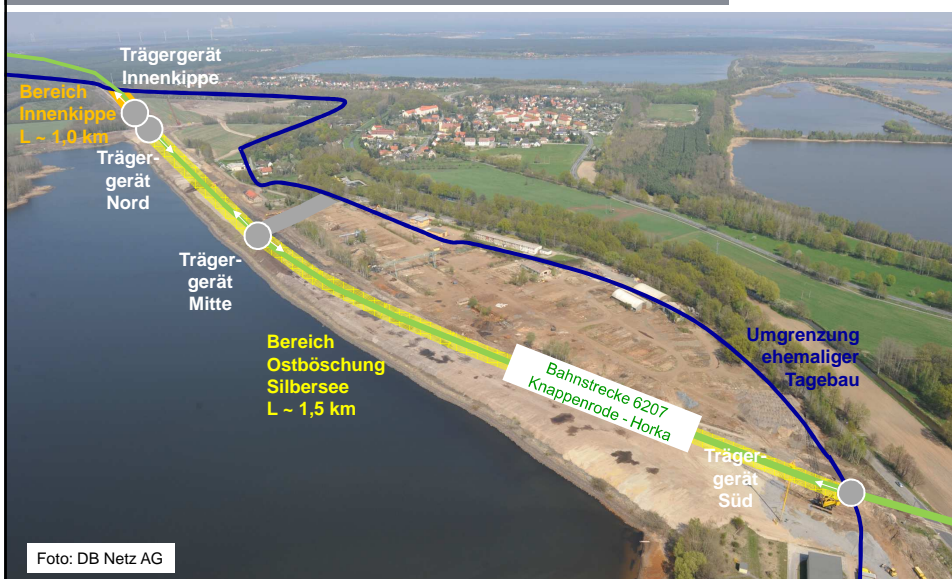 Trägergerät
Innenkippe
Bereich
Innenkippe
L ~ 1,0 km
Träger-
gerät
Nord
Träger-
gerät
Mitte
Bereich
Ostböschung
Silbersee
L ~ 1,5 km
Bahnstrecke 6207
Knappenrode - Horka
Umgrenzung
ehemaliger
Tagebau
Träger-
gerät
Süd
Foto: DB Netz AG